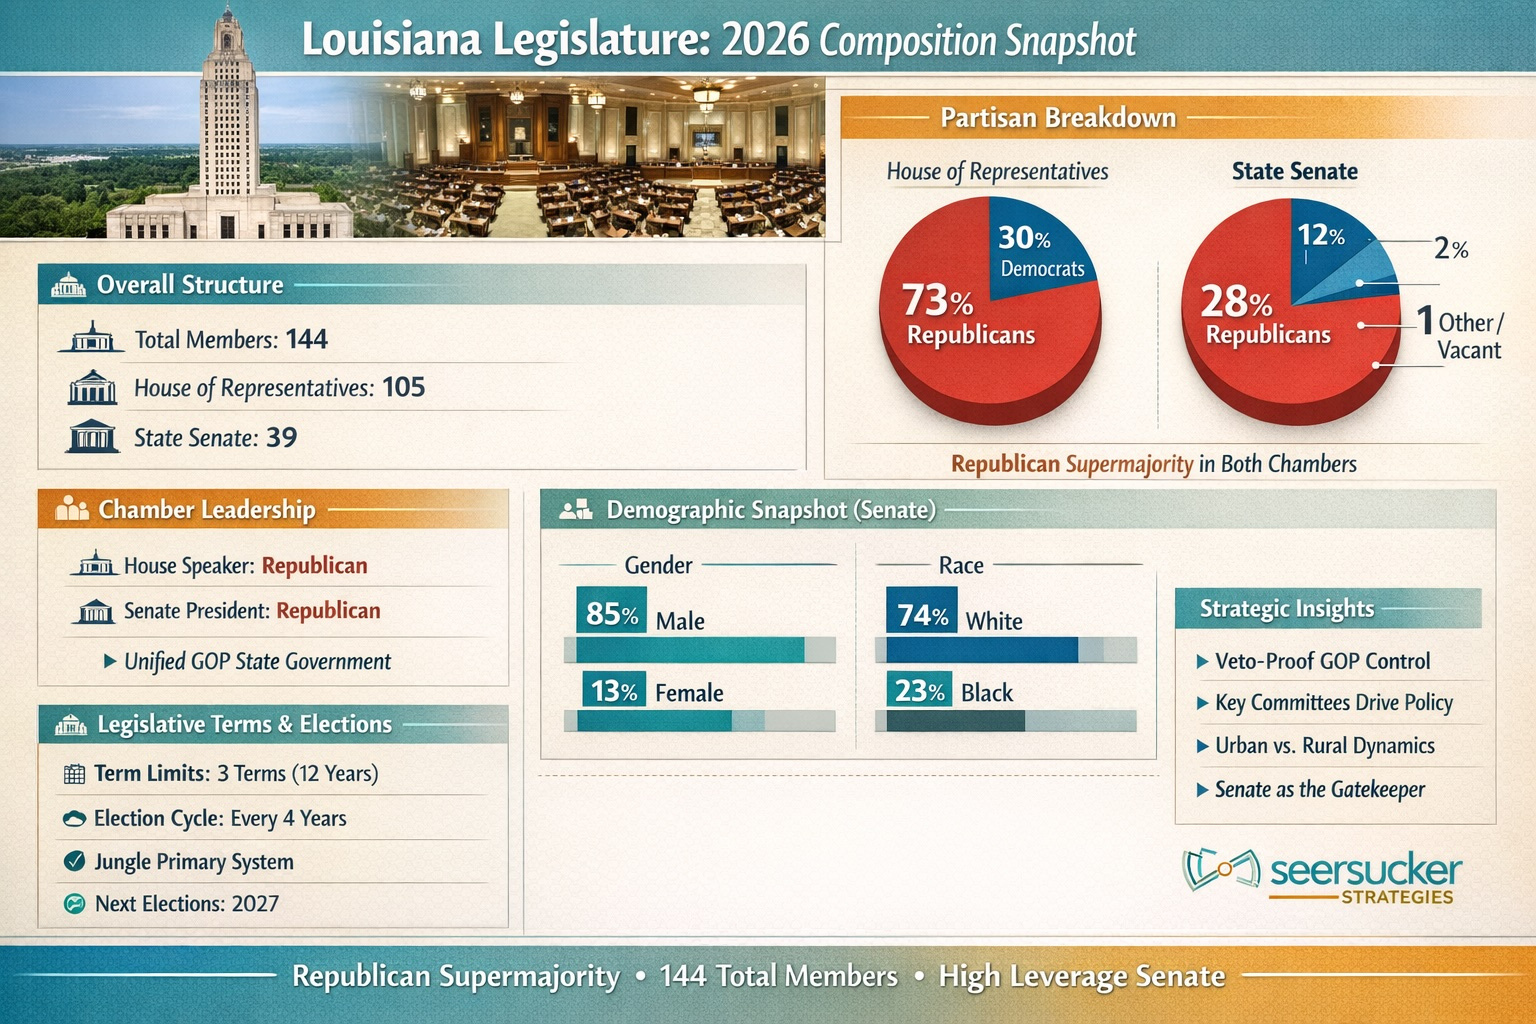 Louisiana Legislature: 2026 Composition Snapshot
Partisan Breakdown
House of Representatives
30%
Democrats
73%
Republicans
State Senate
12%
2%
28%
Republicans
1 Other/
Vacant
Republican Supermajority in Both Chambers
Overall Structure
Total Members: 144
House of Representatives: 105
State Senate: 39
Chamber Leadership
House Speaker: Republican
Senate President: Republican
▶ Unified GOP State Government
Legislative Terms & Elections
Term Limits: 3 Terms (12 Years)
Election Cycle: Every 4 Years
Jungle Primary System
Next Elections: 2027
Demographic Snapshot (Senate)
Gender
85% Male
13% Female
Race
74% White
23% Black
Strategic Insights
▶ Veto-Proof GOP Control
▶ Key Committees Drive Policy
▶ Urban vs. Rural Dynamics
▶ Senate as the Gatekeeper
seersucker
STRATEGIES
Republican Supermajority • 144 Total Members • High Leverage Senate